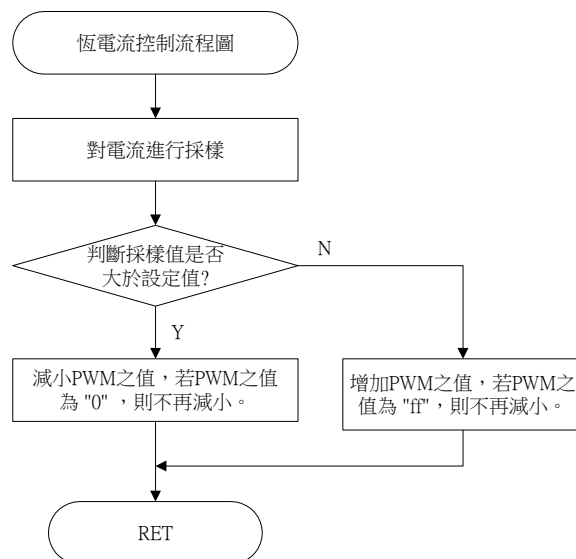 恆電流控制流程圖
對電流進行採樣
判斷採樣值是否
大於設定值?
N
Y
減小PWM之值，若PWM之值
為 "0" ，則不再減小。
增加PWM之值，若PWM之
值為 "ff"，則不再減小。
RET